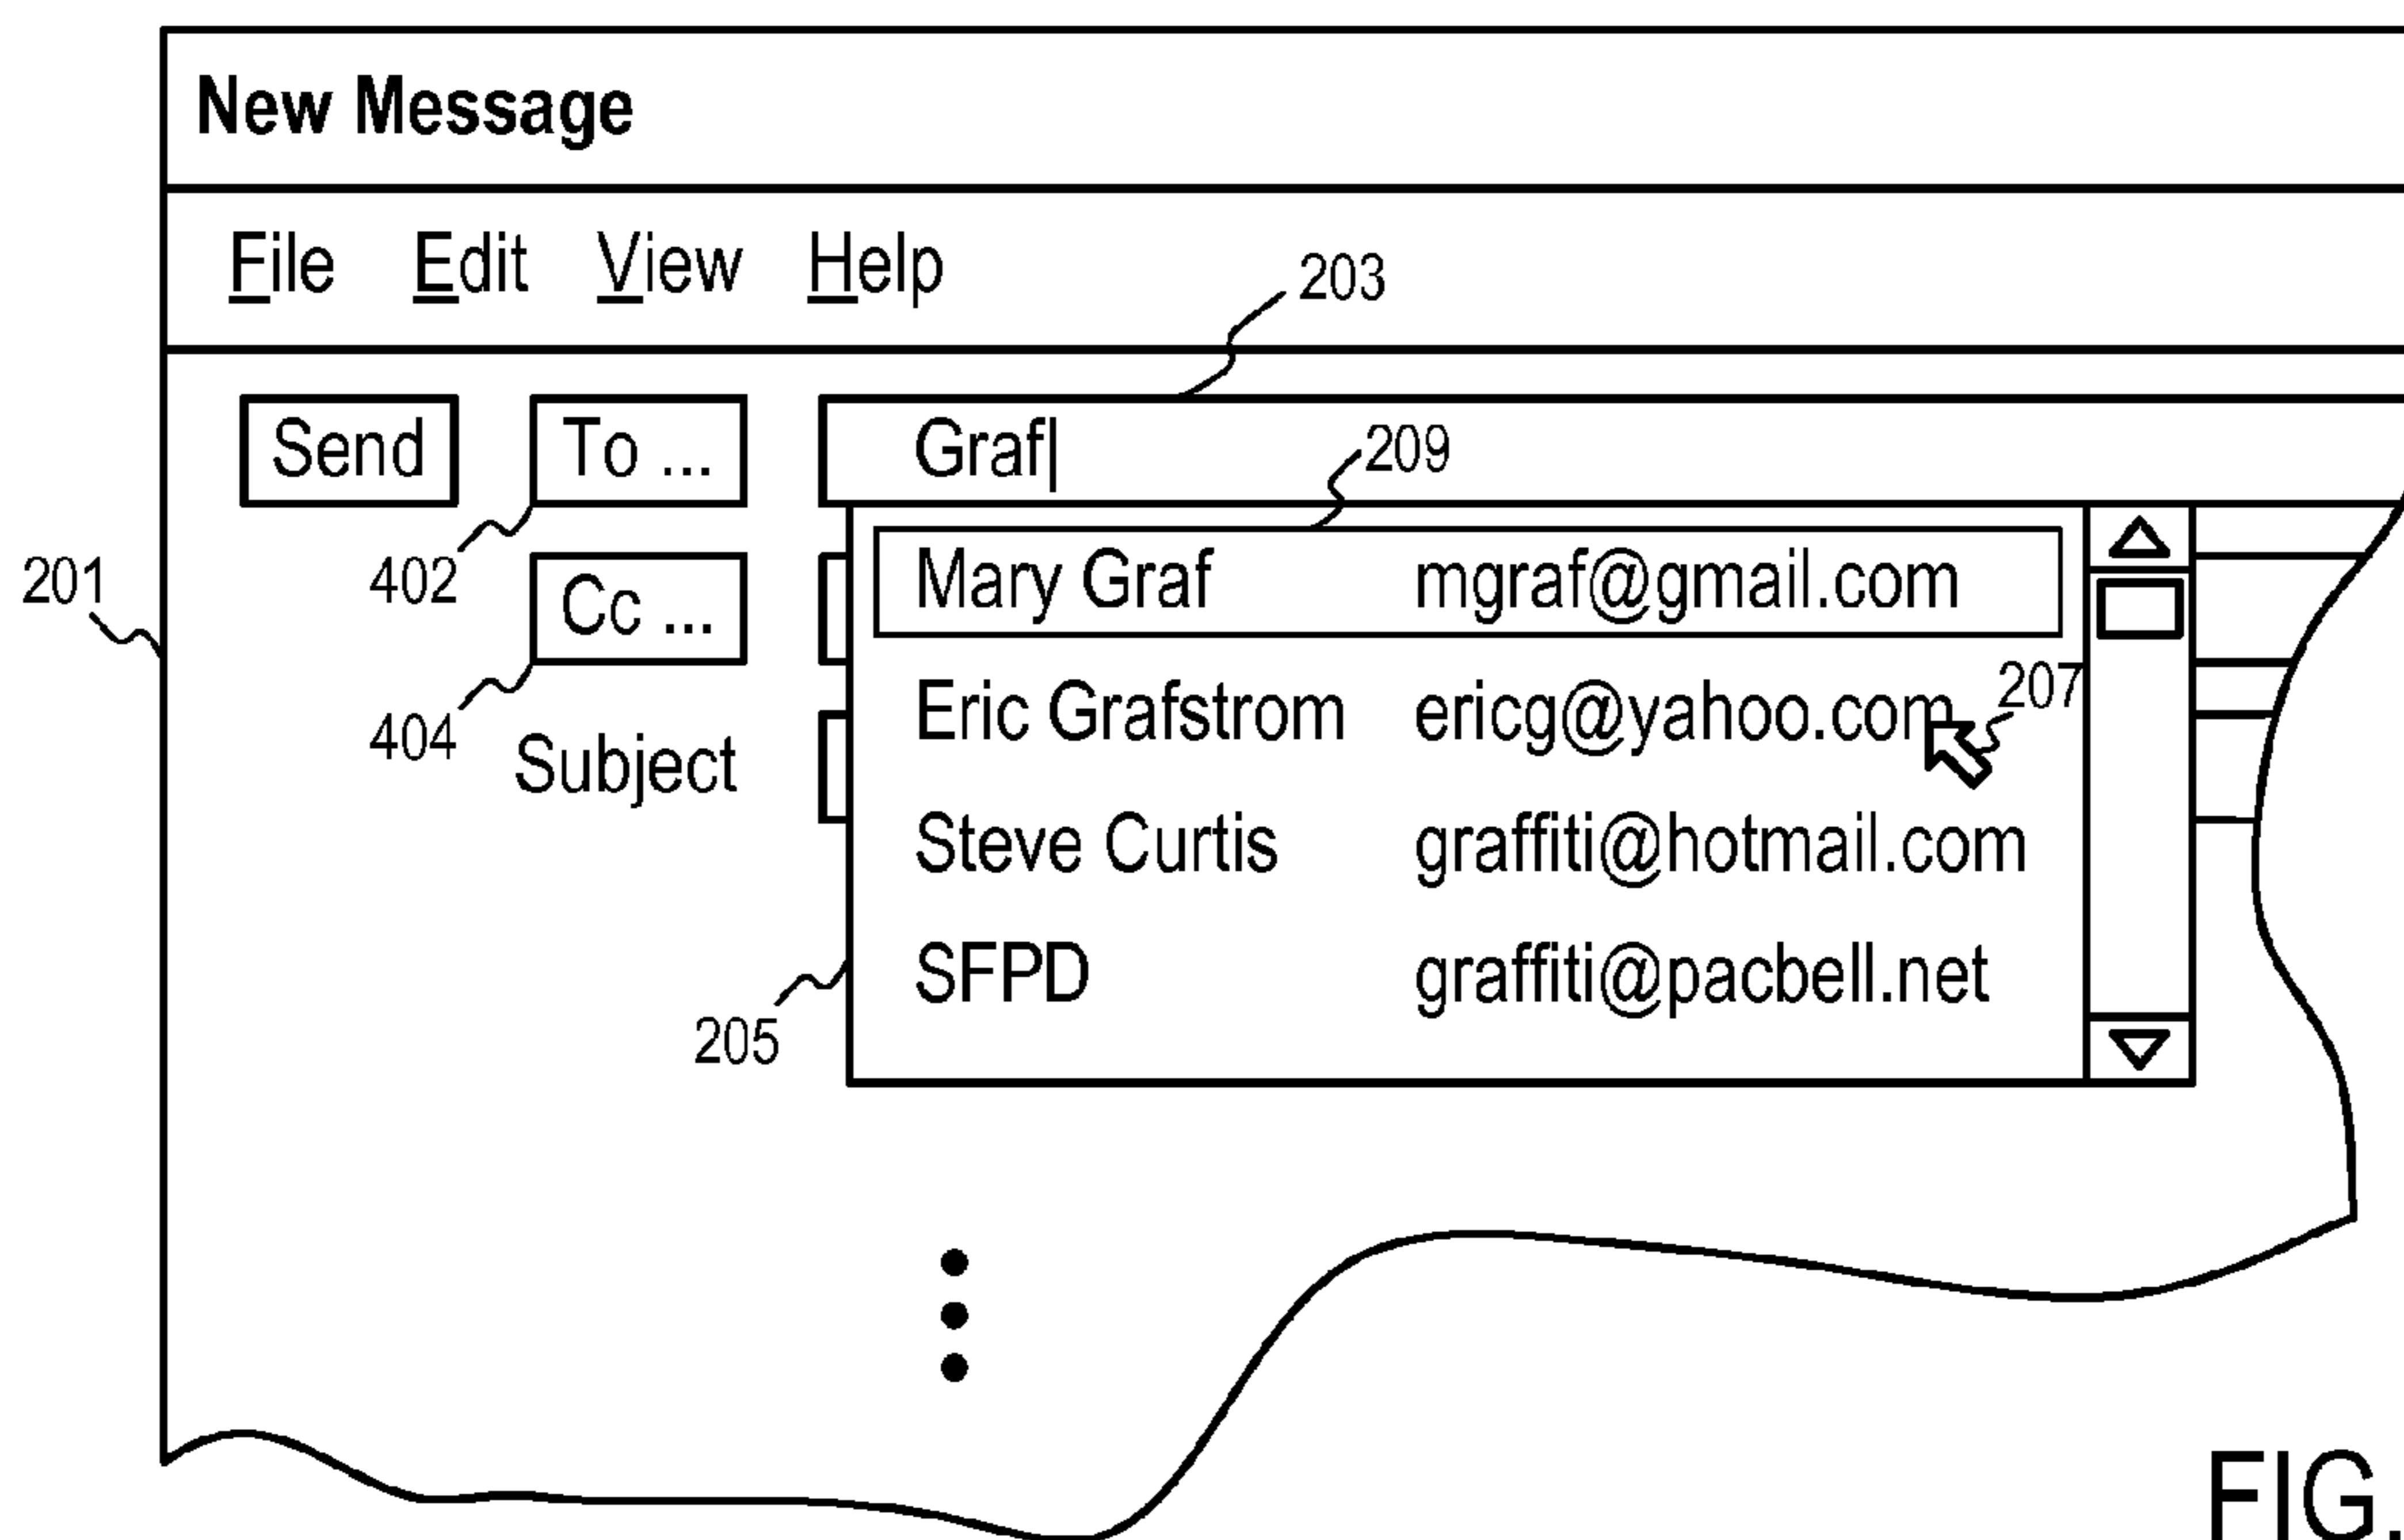 New Message
File Edit View Help
203
Send To ... Graf
209
201
402
Mary Graf mgraf@gmail.com
Cc ...
404
Eric Grafstrom ericg@yahoo.com
207
Subject
Steve Curtis graffiti@hotmail.com
SFPD graffiti@pacbell.net
205
FIG.